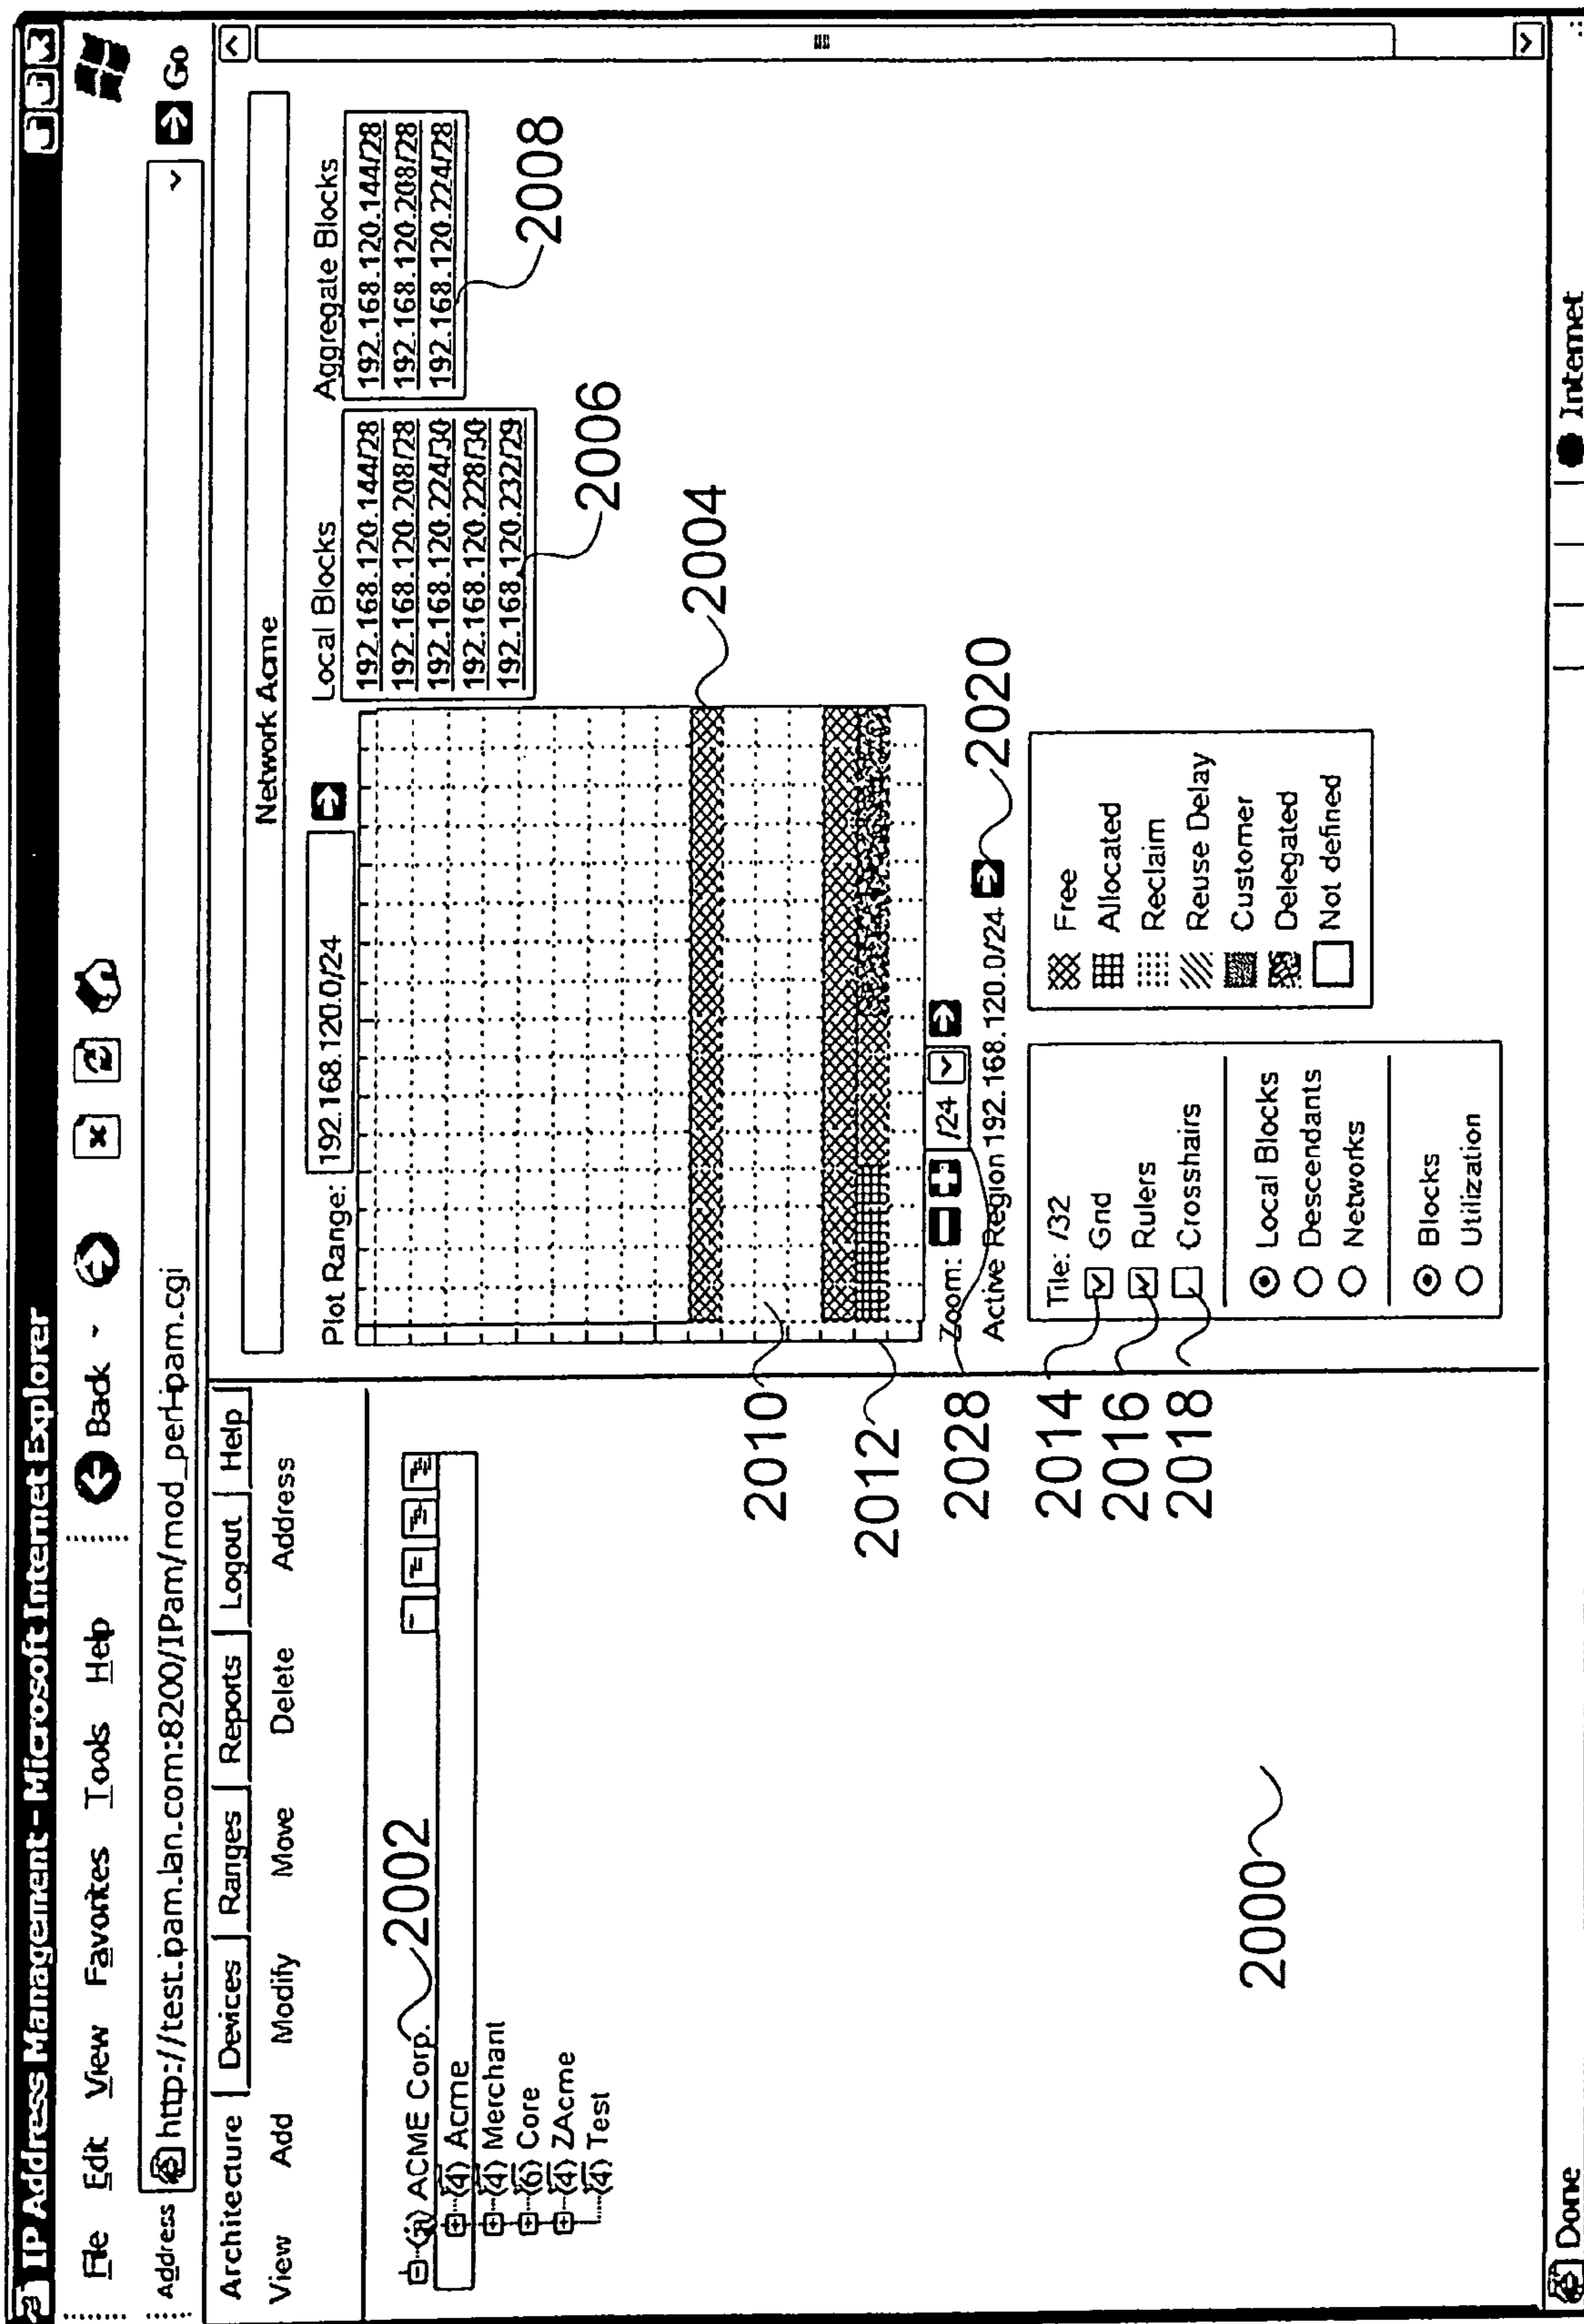 IP Address Management - Microsoft Internet Explorer
File Edit View Favorites Tools Help
Back
Address http://test.ipam.lan.com:8200/IPam/mod_perl-ipam.cgi
Go
Architecture Devices Ranges Reports Logout Help
View Add Modify Move Delete Address
2002
(i) ACME Corp.
(4) Acme
(4) Merchant
(6) Core
(4) ZAcme
(4) Test
2000
Network Acme
Plot Range: 192.168.120.0/24
Local Blocks
192.168.120.144/28
192.168.120.208/28
192.168.120.224/30
192.168.120.228/30
192.168.120.232/29
2006
Aggregate Blocks
192.168.120.144/28
192.168.120.208/28
192.168.120.224/28
2008
2004
2010
2012
2028
Zoom: /24
Active Region 192.168.120.0/24
2020
2014
2016
2018
Tile: /32
Grid
Rulers
Crosshairs
Local Blocks
Descendants
Networks
Blocks
Utilization
Free
Allocated
Reclaim
Reuse Delay
Customer
Delegated
Not defined
Done
Internet